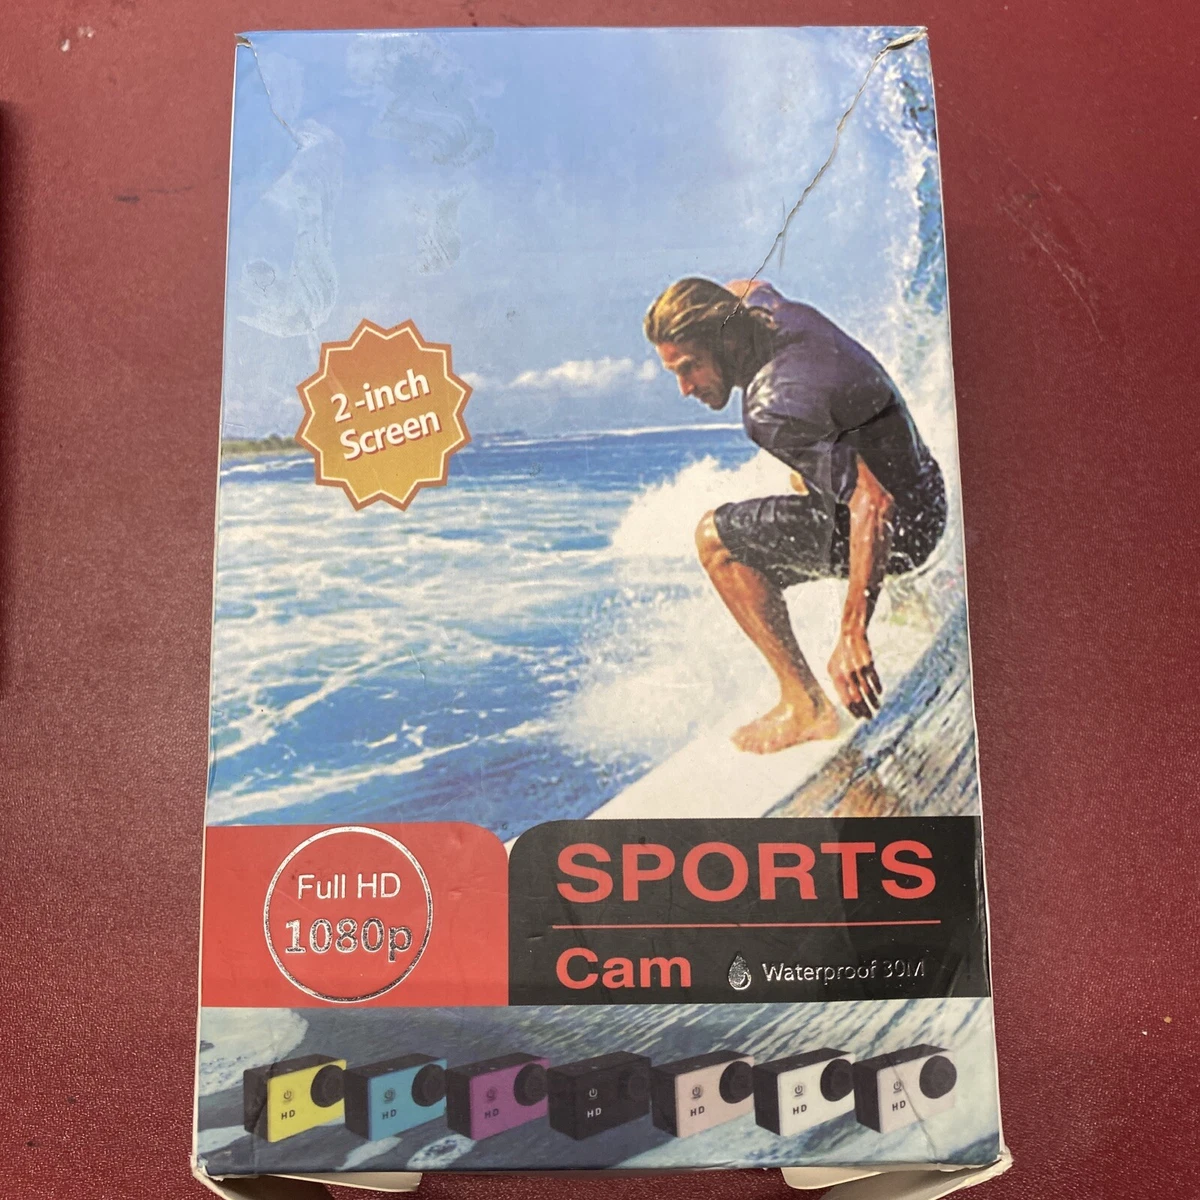 2-inch
Screen
Full HD
1080p
SPORTS
Cam
Waterproof 30M
HD
HD
HD
HD
HD
HD
HD